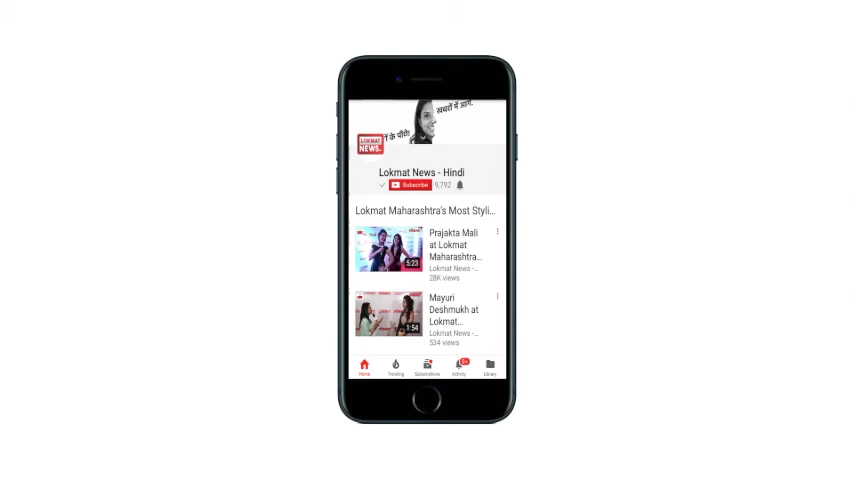 खबरों में आगे,
के पीछे!
LOKMAT
NEWS
Lokmat News - Hindi
Subscribe 9,792
Lokmat Maharashtra's Most Styli...
Prajakta Mali
at Lokmat
Maharashtra...
Lokmat News -...
28K views
5:23
Mayuri
Deshmukh at
Lokmat...
Lokmat News -...
534 views
1:54
Home Trending Subscriptions Activity Library
9+